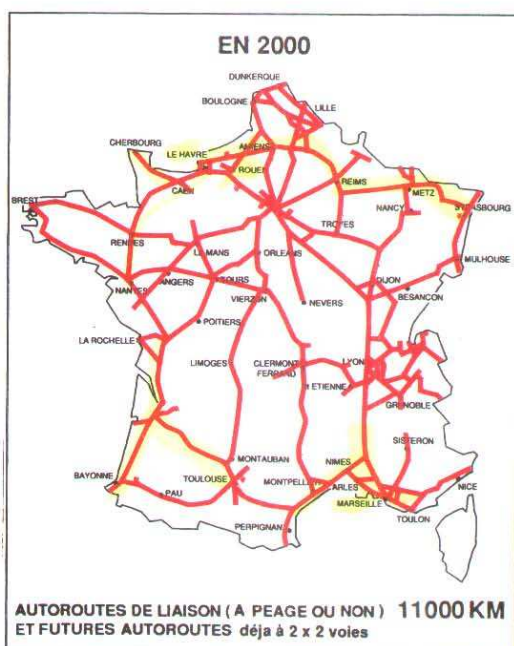 EN 2000
DUNKERQUE
BOULOGNE
LILLE
CHERBOURG
LE HAVRE
AMIENS
ROUEN
CAEN
REIMS
METZ
STRASBOURG
NANCY
BREST
TROYES
RENNES
LE MANS
ORLEANS
MULHOUSE
ANGERS
TOURS
DIJON
NANTES
VIERZON
BESANCON
NEVERS
POITIERS
LA ROCHELLE
LIMOGES
CLERMONT
FERRAND
LYON
ETIENNE
GRENOBLE
SISTERON
MONTAUBAN
NIMES
BAYONNE
TOULOUSE
MONTPELLIER
ARLES
NICE
PAU
MARSEILLE
TOULON
PERPIGNAN
AUTOROUTES DE LIAISON ( A PEAGE OU NON ) 11000 KM
ET FUTURES AUTOROUTES déja à 2 x 2 voies